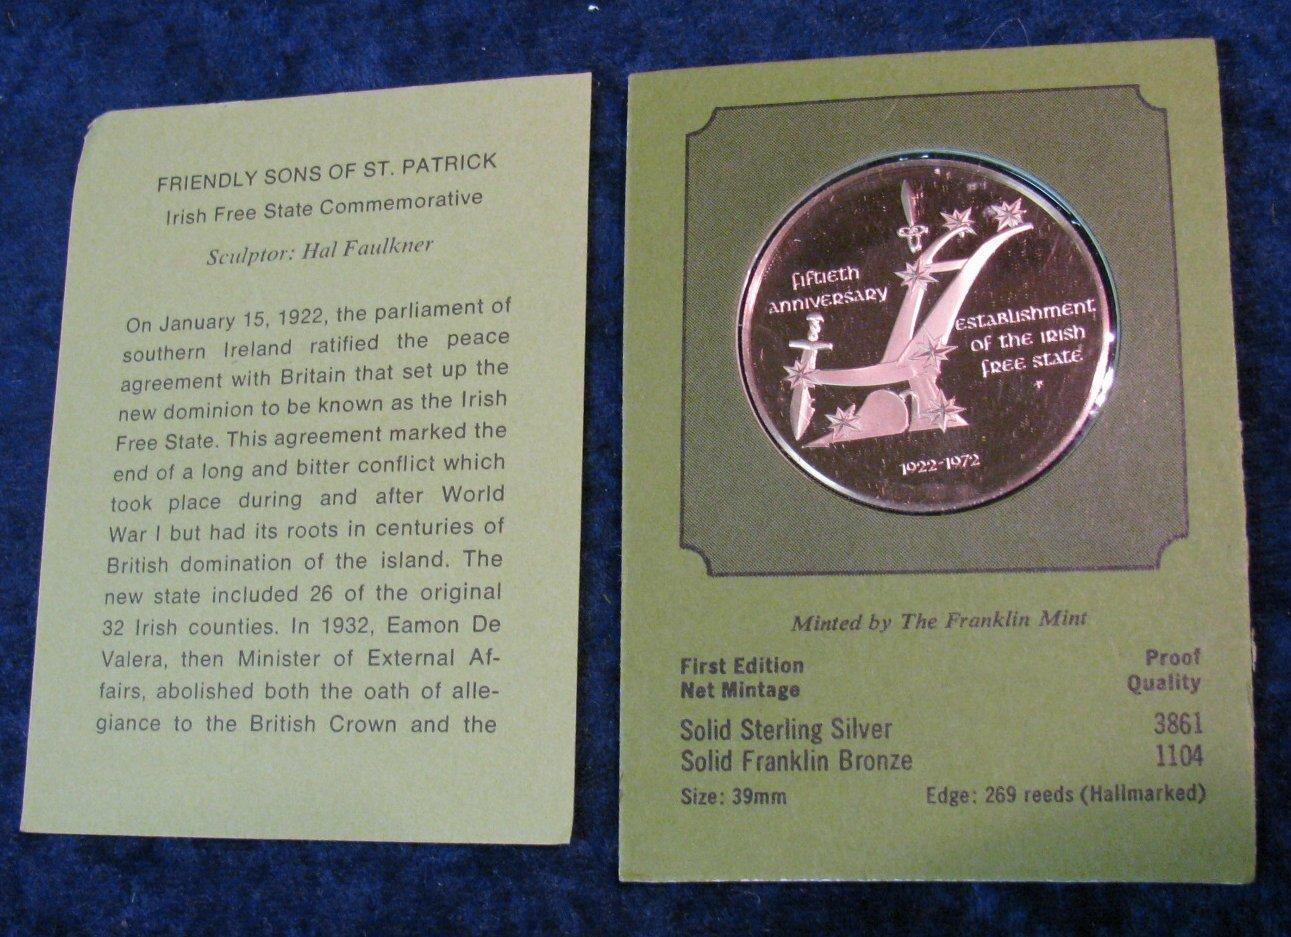 FRIENDLY SONS OF ST. PATRICK
Irish Free State Commemorative
Sculptor: Hal Faulkner
On January 15, 1922, the parliament of
southern Ireland ratified the peace
agreement with Britain that set up the
new dominion to be known as the Irish
Free State. This agreement marked the
end of a long and bitter conflict which
took place during and after World
War I but had its roots in centuries of
British domination of the island. The
new state included 26 of the original
32 Irish counties. In 1932, Eamon De
Valera, then Minister of External Af-
fairs, abolished both the oath of alle-
giance to the British Crown and the
fiftieth
anniversary
establishment
of the irish
free state
1922-1972
Minted by The Franklin Mint
First Edition Proof
Net Mintage Quality
Solid Sterling Silver 3861
Solid Franklin Bronze 1104
Size: 39mm Edge: 269 reeds (Hallmarked)